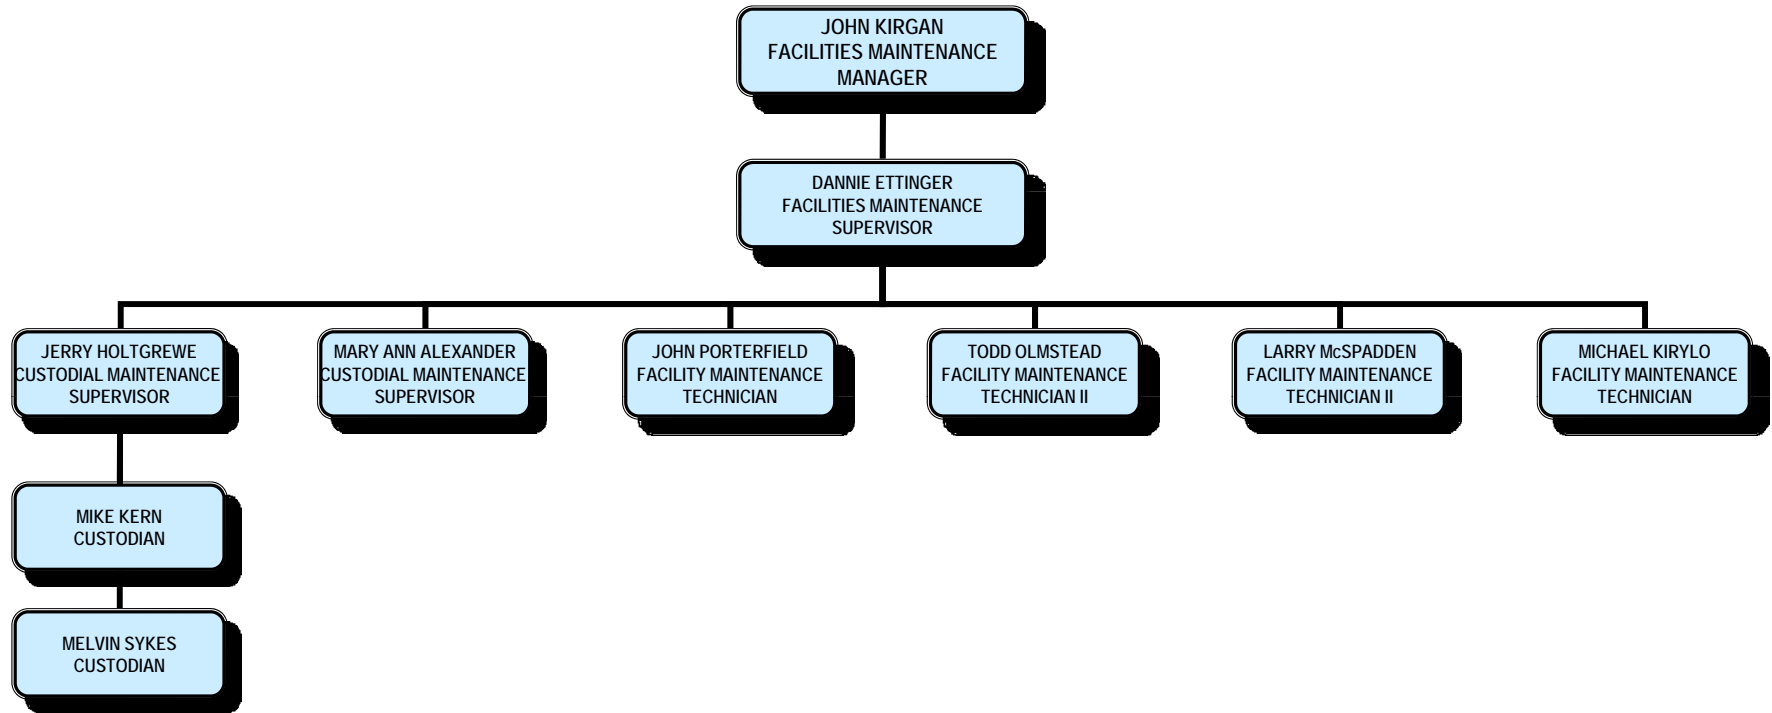 JOHN KIRGAN
FACILITIES MAINTENANCE
MANAGER
DANNIE ETTINGER
FACILITIES MAINTENANCE
SUPERVISOR
JERRY HOLTGREWE
CUSTODIAL MAINTENANCE
SUPERVISOR
MARY ANN ALEXANDER
CUSTODIAL MAINTENANCE
SUPERVISOR
JOHN PORTERFIELD
FACILITY MAINTENANCE
TECHNICIAN
TODD OLMSTEAD
FACILITY MAINTENANCE
TECHNICIAN II
LARRY McSPADDEN
FACILITY MAINTENANCE
TECHNICIAN II
MICHAEL KIRYLO
FACILITY MAINTENANCE
TECHNICIAN
MIKE KERN
CUSTODIAN
MELVIN SYKES
CUSTODIAN